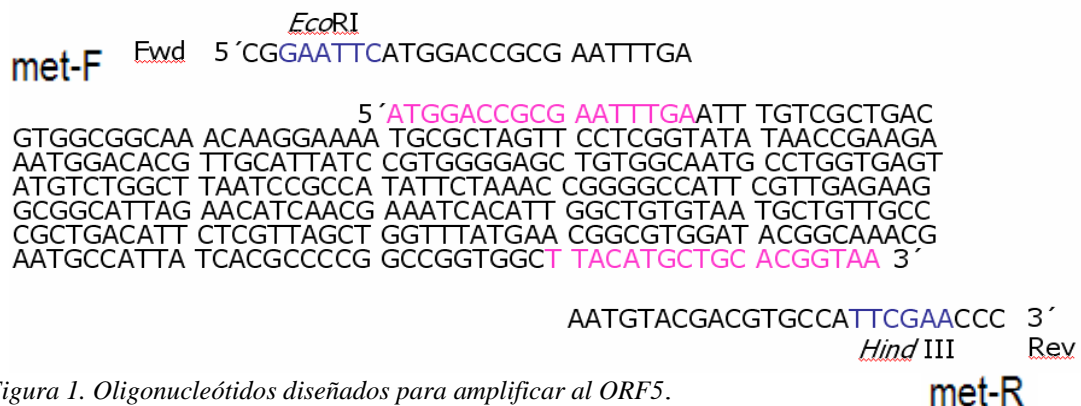 EcoRI
met-F Fwd 5´CGGAATTCATGGACCGCG AATTTGA
5´ATGGACCGCG AATTTGAATT TGTCGCTGAC
GTGGCGGCAA ACAAGGAAAA TGCGCTAGTT CCTCGGTATA TAACCGAAGA
AATGGACACG TTGCATTATC CGTGGGGAGC TGTGGCAATG CCTGGTGAGT
ATGTCTGGCT TAATCCGCCA TATTCTAAAC CGGGGCCATT CGTTGAGAAG
GCGGCATTAG AACATCAACG AAATCACATT GGCTGTGTAA TGCTGTTGCC
CGCTGACATT CTCGTTAGCT GGTTTATGAA CGGCGTGGAT ACGGCAAACG
AATGCCATTA TCACGCCCCG GCCGGTGGCT TACATGCTGC ACGGTAA 3´
AATGTACGACGTGCCATTCGAACCC 3´
Hind III Rev
igura 1. Oligonucleótidos diseñados para amplificar al ORF5.
met-R